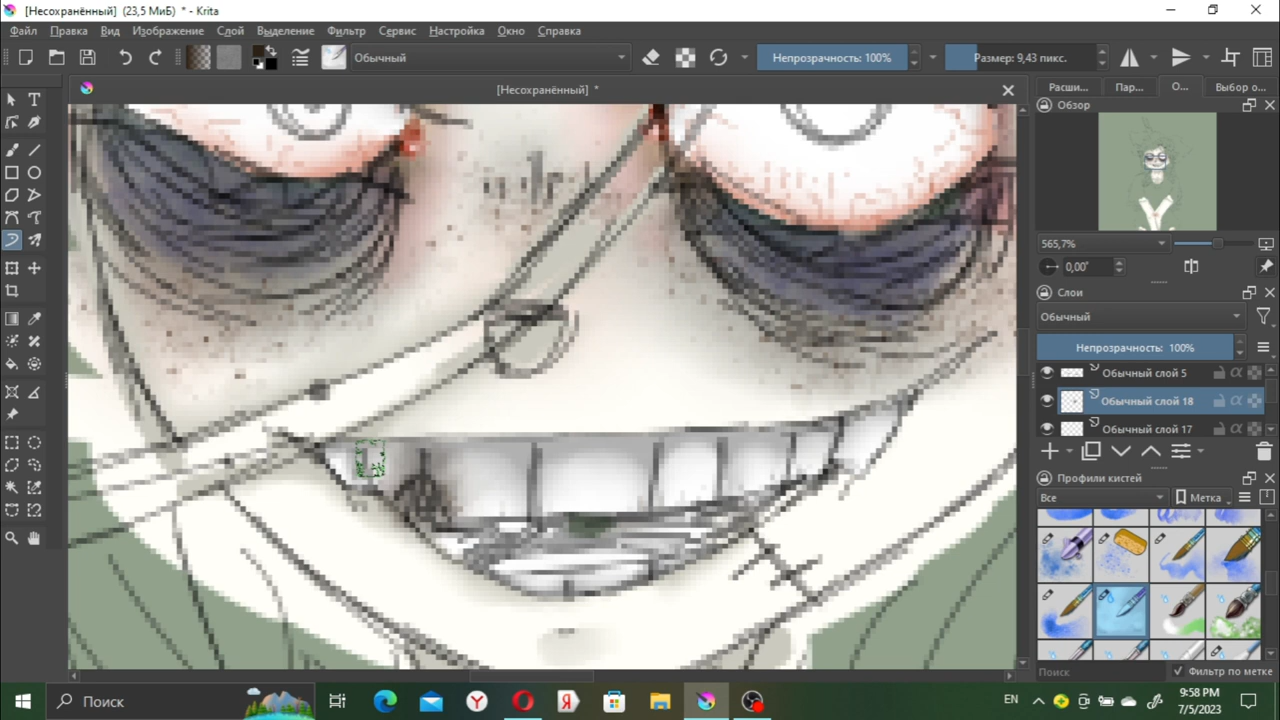 [Несохранённый] (23,5 МиБ) * - Krita
Файл Правка Вид Изображение Слой Выделение Фильтр Сервис Настройка Окно Справка
Обычный
Непрозрачность: 100%
Размер: 9,43 пикс.
[Несохранённый] *
Расши... Пар... О... Выбор о...
Обзор
565,7%
0,00°
Слои
Обычный
Непрозрачность: 100%
Обычный слой 5
Обычный слой 18
Обычный слой 17
Профили кистей
Все
Метка
Поиск
Фильтр по метке
Поиск
EN
9:58 PM
7/5/2023